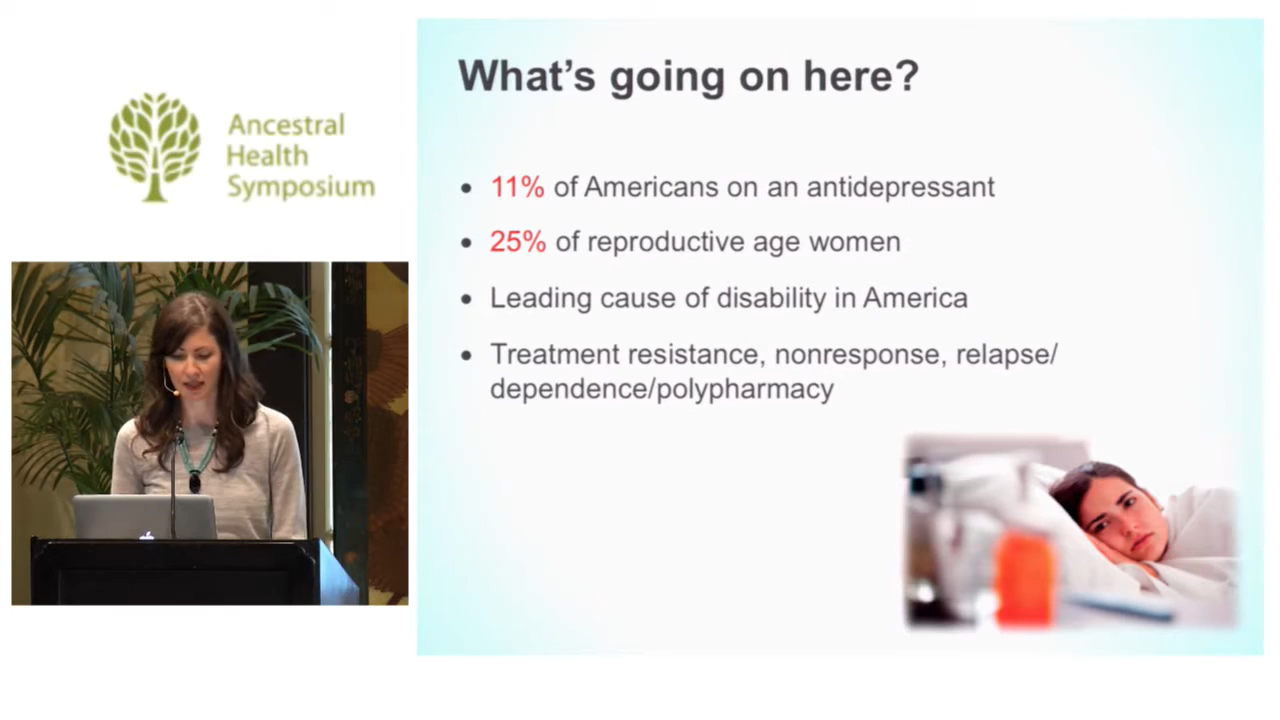 Ancestral
Health
Symposium
What's going on here?
• 11% of Americans on an antidepressant
• 25% of reproductive age women
• Leading cause of disability in America
• Treatment resistance, nonresponse, relapse/
dependence/polypharmacy